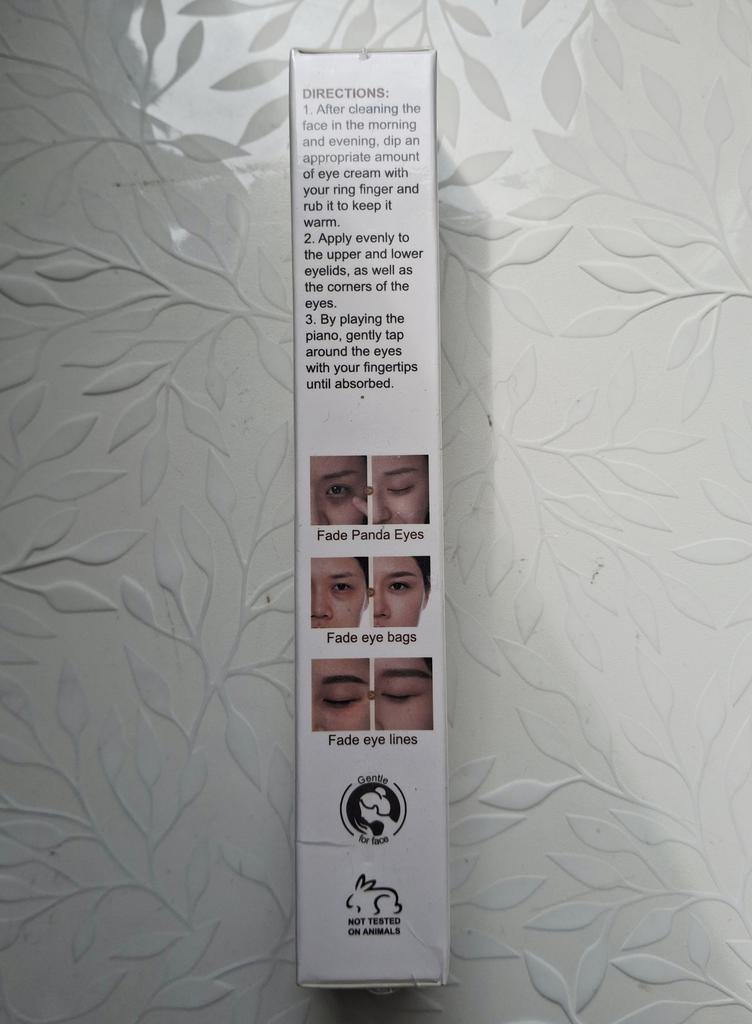 DIRECTIONS:
1. After cleaning the
face in the morning
and evening, dip an
appropriate amount
of eye cream with
your ring finger and
rub it to keep it
warm.
2. Apply evenly to
the upper and lower
eyelids, as well as
the corners of the
eyes.
3. By playing the
piano, gently tap
around the eyes
with your fingertips
until absorbed.
Fade Panda Eyes
Fade eye bags
Fade eye lines
Gentle
for face
NOT TESTED
ON ANIMALS